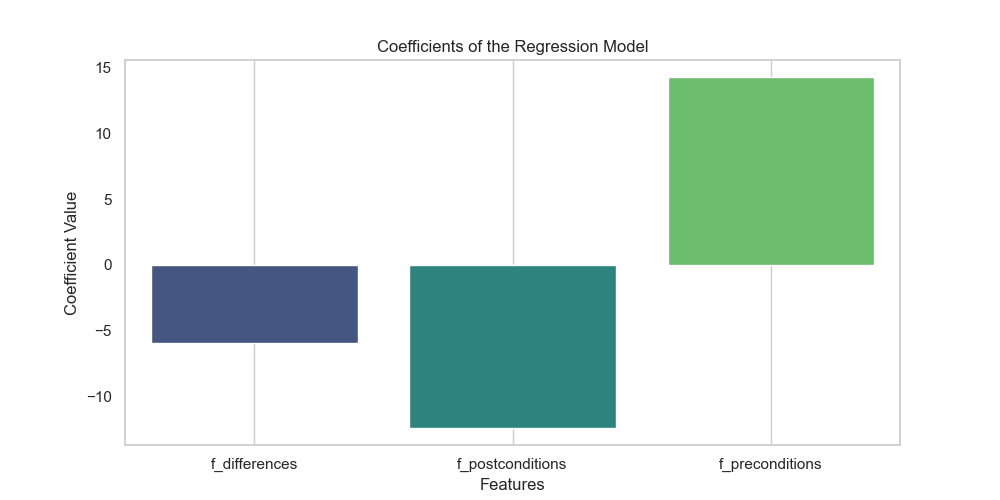 Coefficients of the Regression Model
15
10
5
0
−5
−10
Coefficient Value
f_differences
f_postconditions
f_preconditions
Features